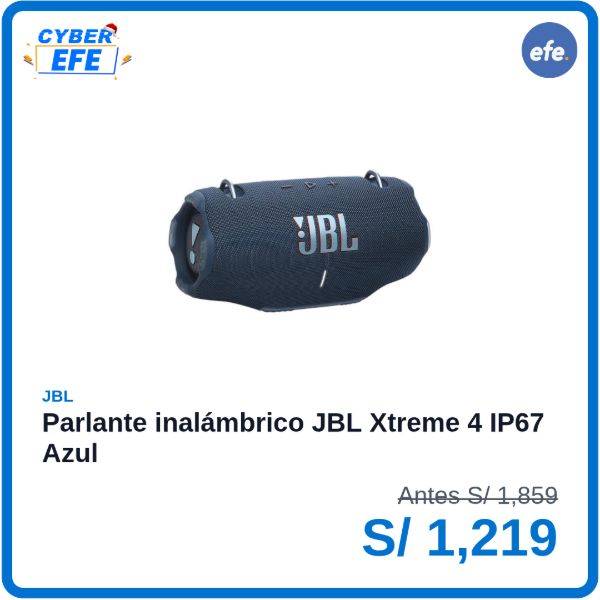 CYBER
EFE
efe.
JBL
JBL
Parlante inalámbrico JBL Xtreme 4 IP67
Azul
Antes S/ 1,859
S/ 1,219